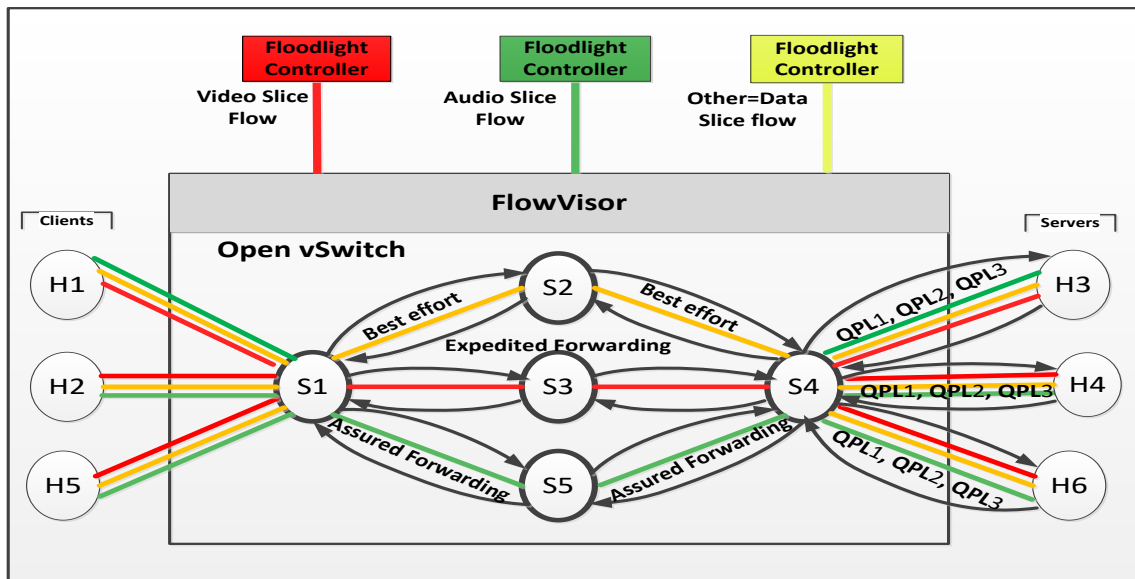 Floodlight
Controller
Floodlight
Controller
Floodlight
Controller
Video Slice
Flow
Audio Slice
Flow
Other=Data
Slice flow
FlowVisor
Clients
Servers
Open vSwitch
H1
S2
H3
Best effort
Best effort
QPL1, QPL2, QPL3
Expedited Forwarding
H2
S1
S3
S4
H4
QPL1, QPL2, QPL3
Assured Forwarding
Assured Forwarding
QPL1, QPL2, QPL3
H5
S5
H6